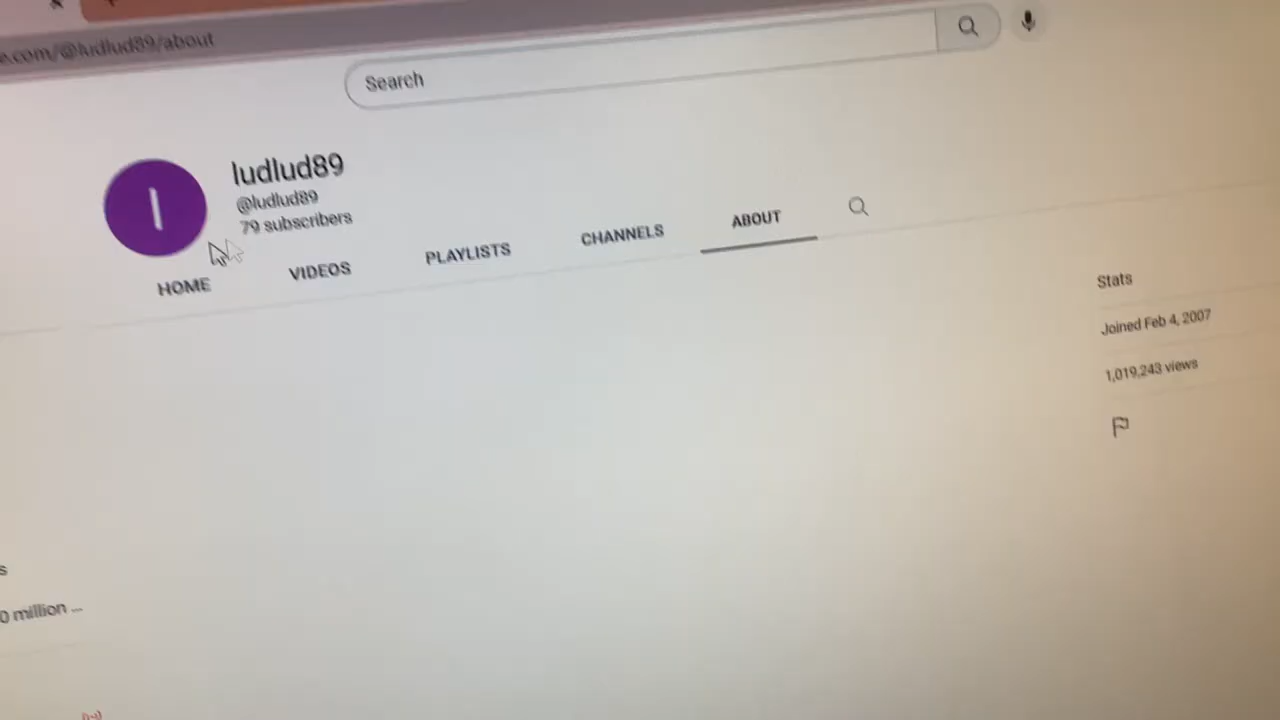 e.com/@ludlud89/about
Search
l
ludlud89
@ludlud89
79 subscribers
HOME
VIDEOS
PLAYLISTS
CHANNELS
ABOUT
Stats
Joined Feb 4, 2007
1,019,243 views
s
0 million ...